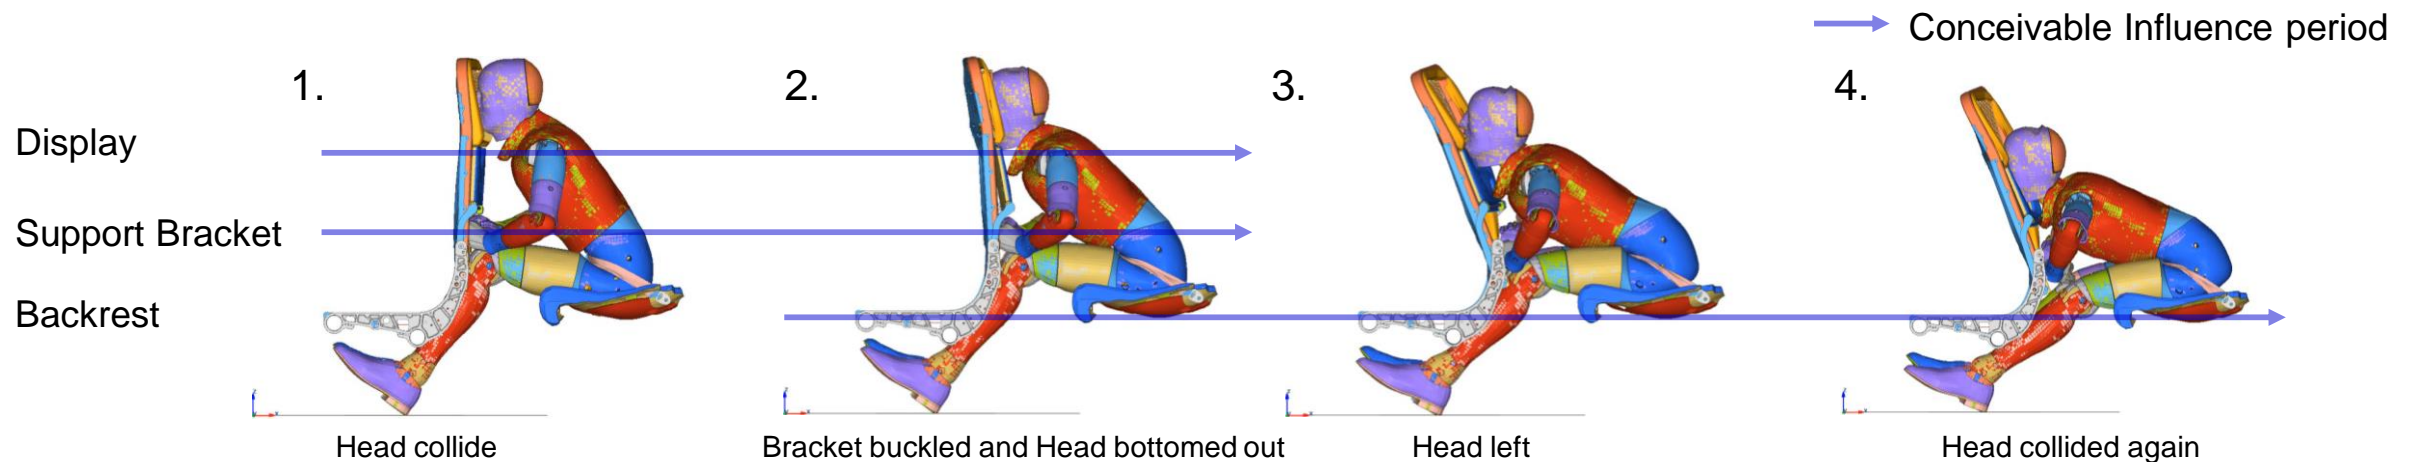 Conceivable Influence period
1.
2.
3.
4.
Display
Support Bracket
Backrest
Head collide
Bracket buckled and Head bottomed out
Head left
Head collided again